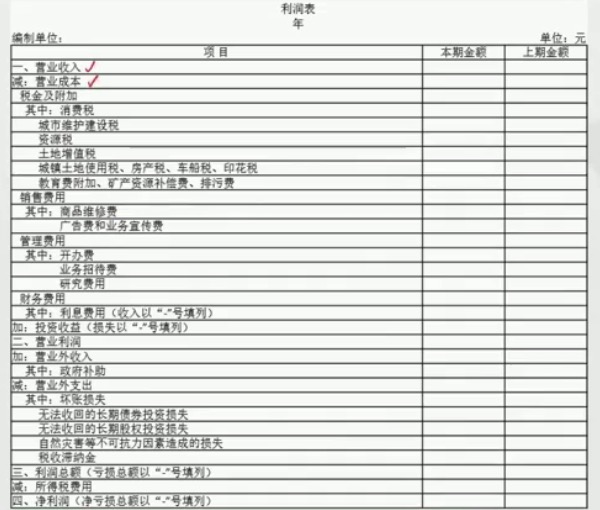 利润表
年
编制单位： 单位：元
项目 本期金额 上期金额
一、营业收入
减：营业成本
税金及附加
其中：消费税
城市维护建设税
资源税
土地增值税
城镇土地使用税、房产税、车船税、印花税
教育费附加、矿产资源补偿费、排污费
销售费用
其中：商品维修费
广告费和业务宣传费
管理费用
其中：开办费
业务招待费
研究费用
财务费用
其中：利息费用（收入以“-”号填列）
加：投资收益（损失以“-”号填列）
二、营业利润
加：营业外收入
其中：政府补助
减：营业外支出
其中：坏账损失
无法收回的长期债券投资损失
无法收回的长期股权投资损失
自然灾害等不可抗力因素造成的损失
税收滞纳金
三、利润总额（亏损总额以“-”号填列）
减：所得税费用
四、净利润（净亏损总额以“-”号填列）